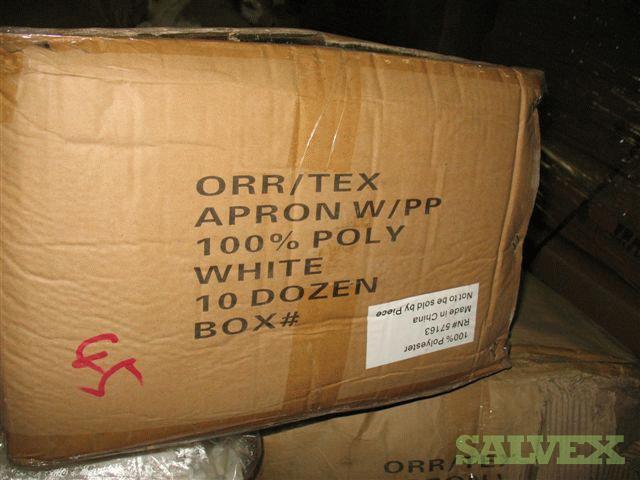 ORR/TEX
APRON W/PP
100% POLY
WHITE
10 DOZEN
BOX#
100% Polyester
RN# 57163
Made in China
Not to be sold by Piece
ORR/TEX
SALVEX